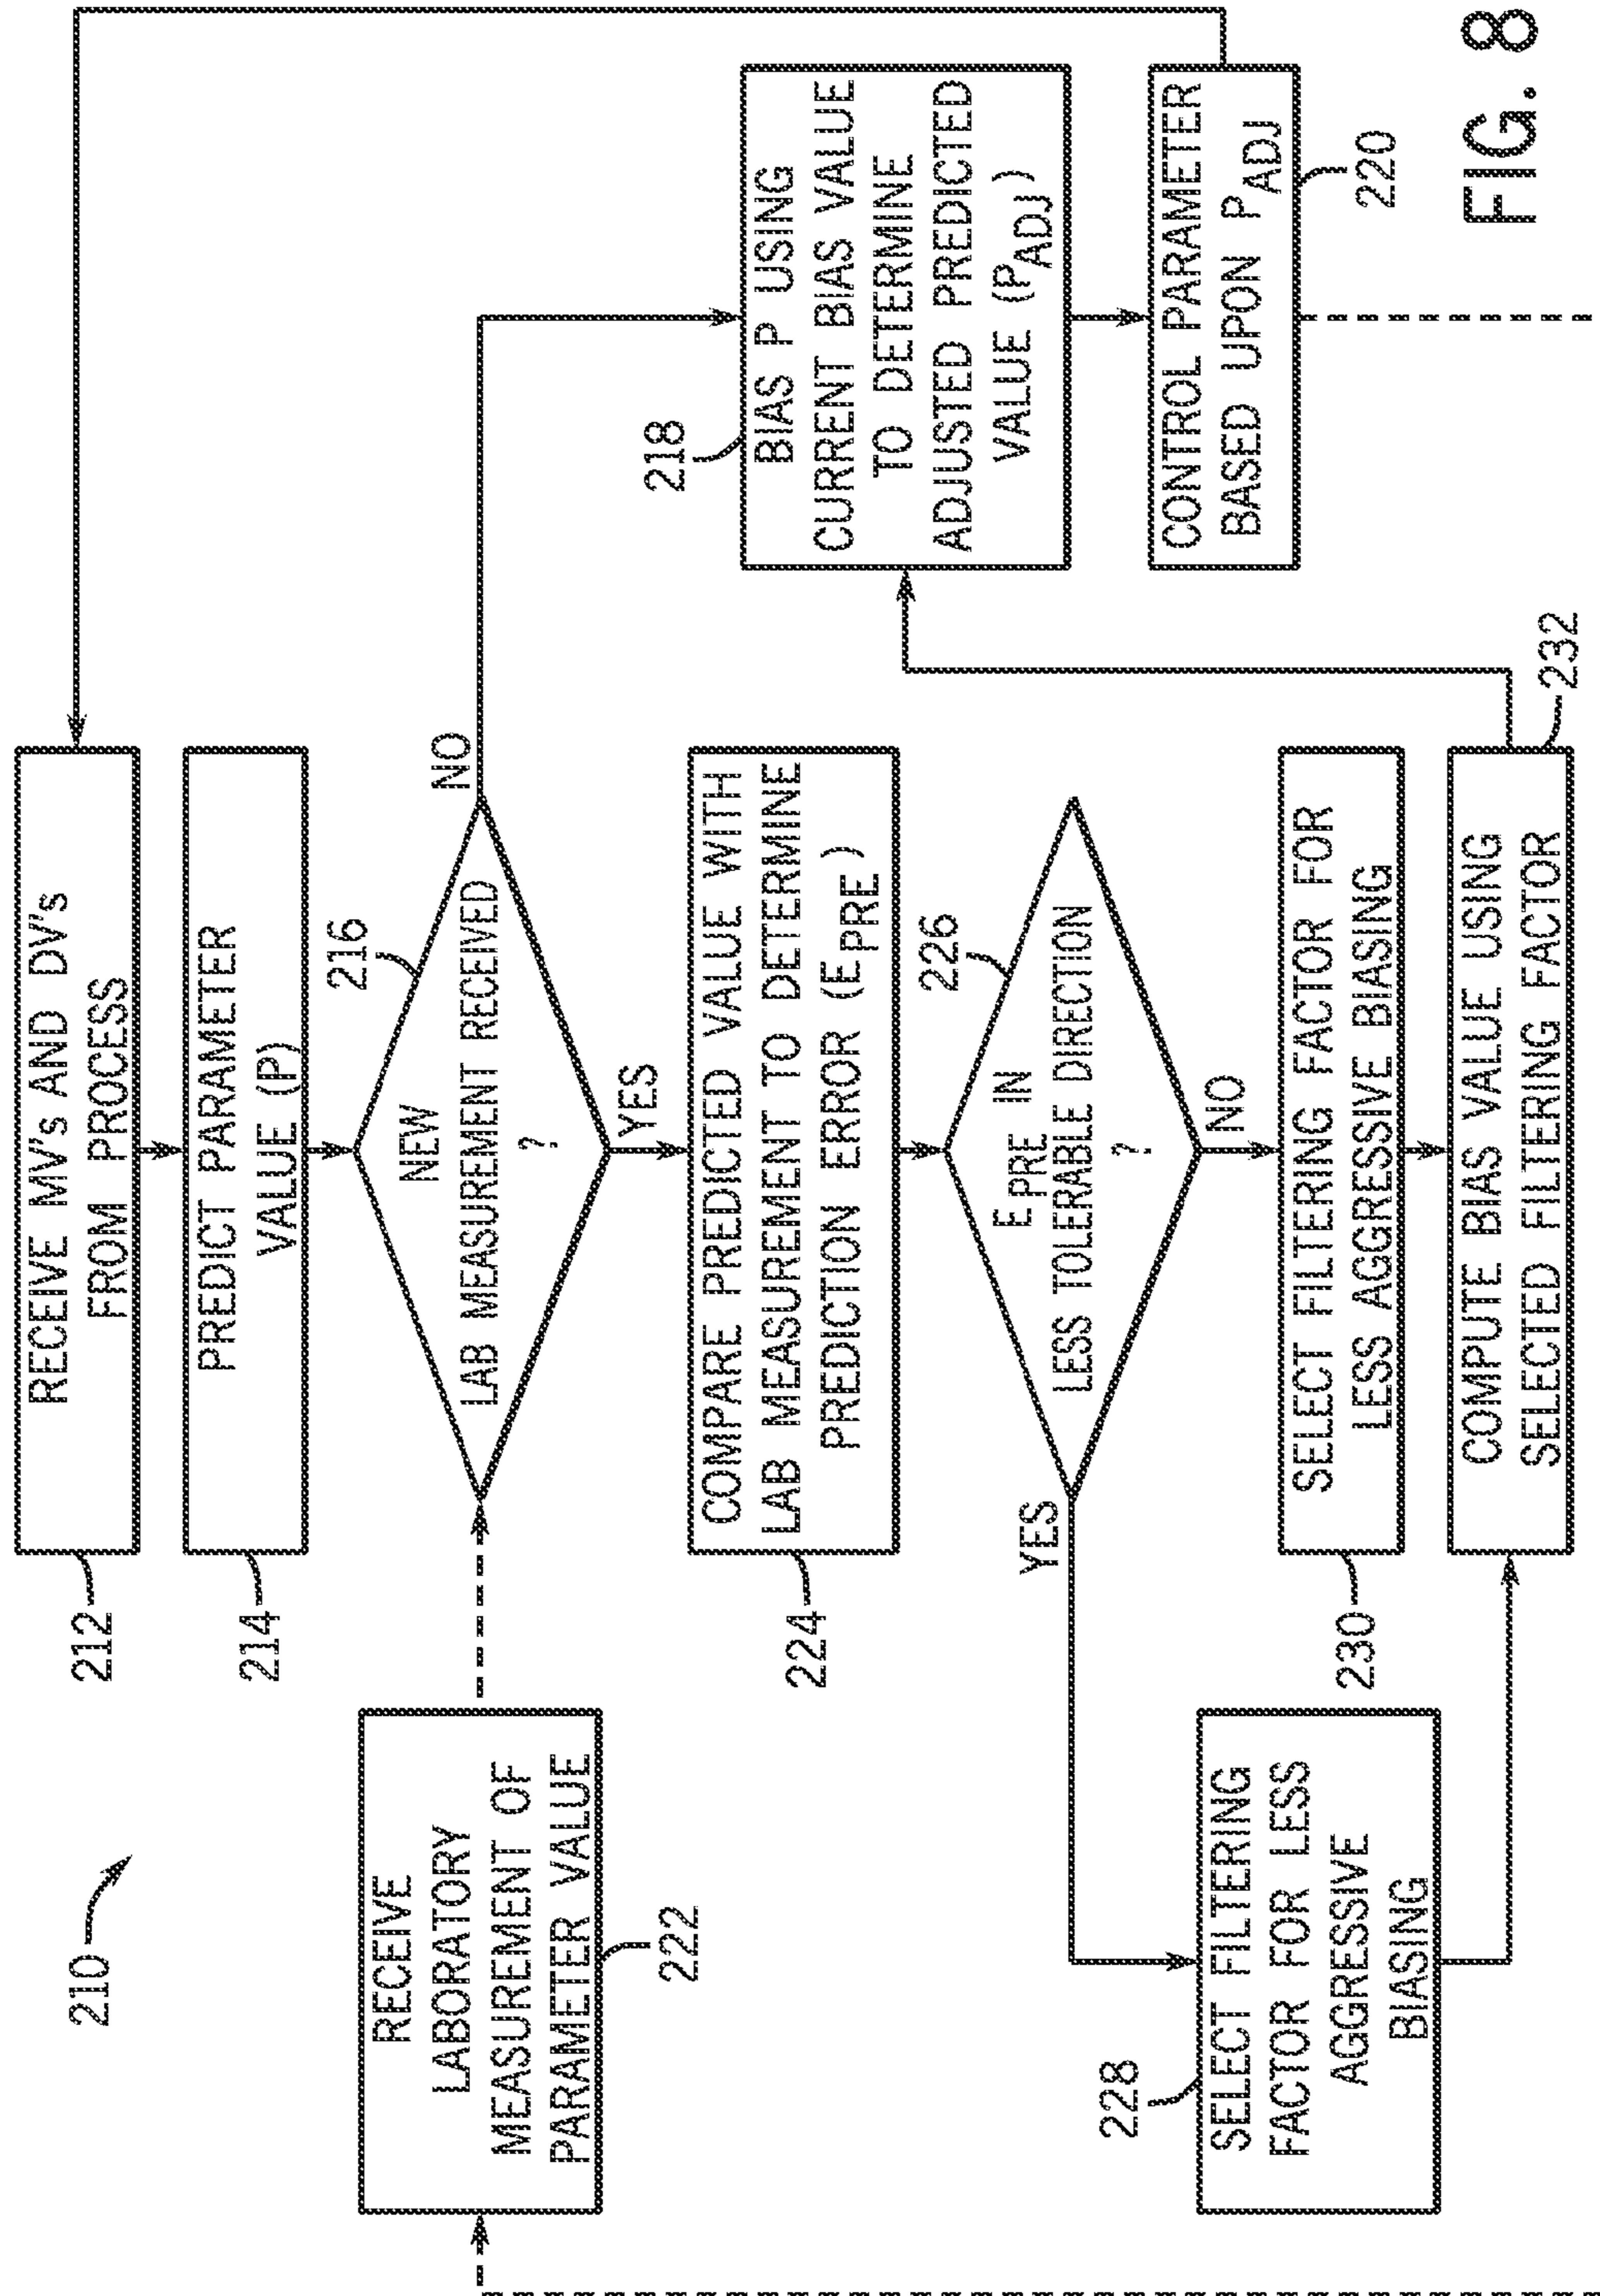 210
212
RECEIVE MV's AND DV's
FROM PROCESS
214
PREDICT PARAMETER
VALUE (P)
RECEIVE
LABORATORY
MEASUREMENT OF
PARAMETER VALUE
222
216
NEW
LAB MEASUREMENT RECEIVED
?
NO
YES
218
BIAS P USING
CURRENT BIAS VALUE
TO DETERMINE
ADJUSTED PREDICTED
VALUE (PADJ)
224
COMPARE PREDICTED VALUE WITH
LAB MEASUREMENT TO DETERMINE
PREDICTION ERROR (EPRE)
CONTROL PARAMETER
BASED UPON PADJ
220
226
EPRE IN
LESS TOLERABLE DIRECTION
?
YES
NO
228
SELECT FILTERING
FACTOR FOR LESS
AGGRESSIVE
BIASING
230
SELECT FILTERING FACTOR FOR
LESS AGGRESSIVE BIASING
COMPUTE BIAS VALUE USING
SELECTED FILTERING FACTOR
232
FIG. 8